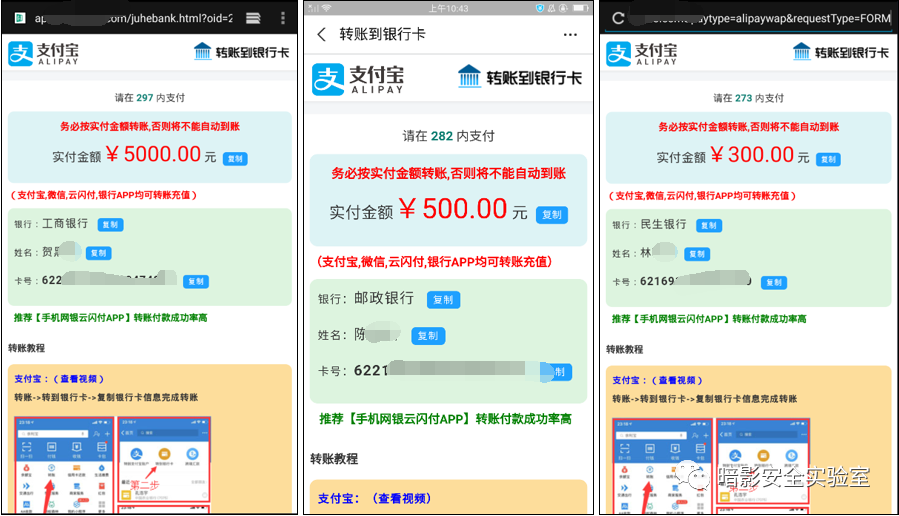 ap
com/juhebank.html?oid=2
支付宝
ALIPAY
转账到银行卡
请在 297 内支付
务必按实付金额转账,否则将不能自动到账
实付金额 ¥ 5000.00 元 复制
(支付宝,微信,云闪付,银行APP均可转账充值)
银行：工商银行 复制
姓名：贺 复制
卡号：622 复制
推荐【手机网银云闪付APP】转账付款成功率高
转账教程
支付宝：（查看视频）
转账->转到银行卡->复制银行卡信息完成转账
第二步
上午10:43
转账到银行卡
支付宝
ALIPAY
转账到银行卡
请在 282 内支付
务必按实付金额转账,否则将不能自动到账
实付金额 ¥ 500.00 元 复制
(支付宝,微信,云闪付,银行APP均可转账充值)
银行：邮政银行 复制
姓名：陈 复制
卡号：6221 制
推荐【手机网银云闪付APP】转账付款成功率高
转账教程
支付宝：（查看视频）
paytype=alipaywap&requestType=FORM
支付宝
ALIPAY
转账到银行卡
请在 273 内支付
务必按实付金额转账,否则将不能自动到账
实付金额 ¥ 300.00 元 复制
(支付宝,微信,云闪付,银行APP均可转账充值)
银行：民生银行 复制
姓名：林 复制
卡号：6216 复制
推荐【手机网银云闪付APP】转账付款成功率高
转账教程
支付宝：（查看视频）
转账->转到银行卡->复制银行卡信息完成转账
暗影安全实验室